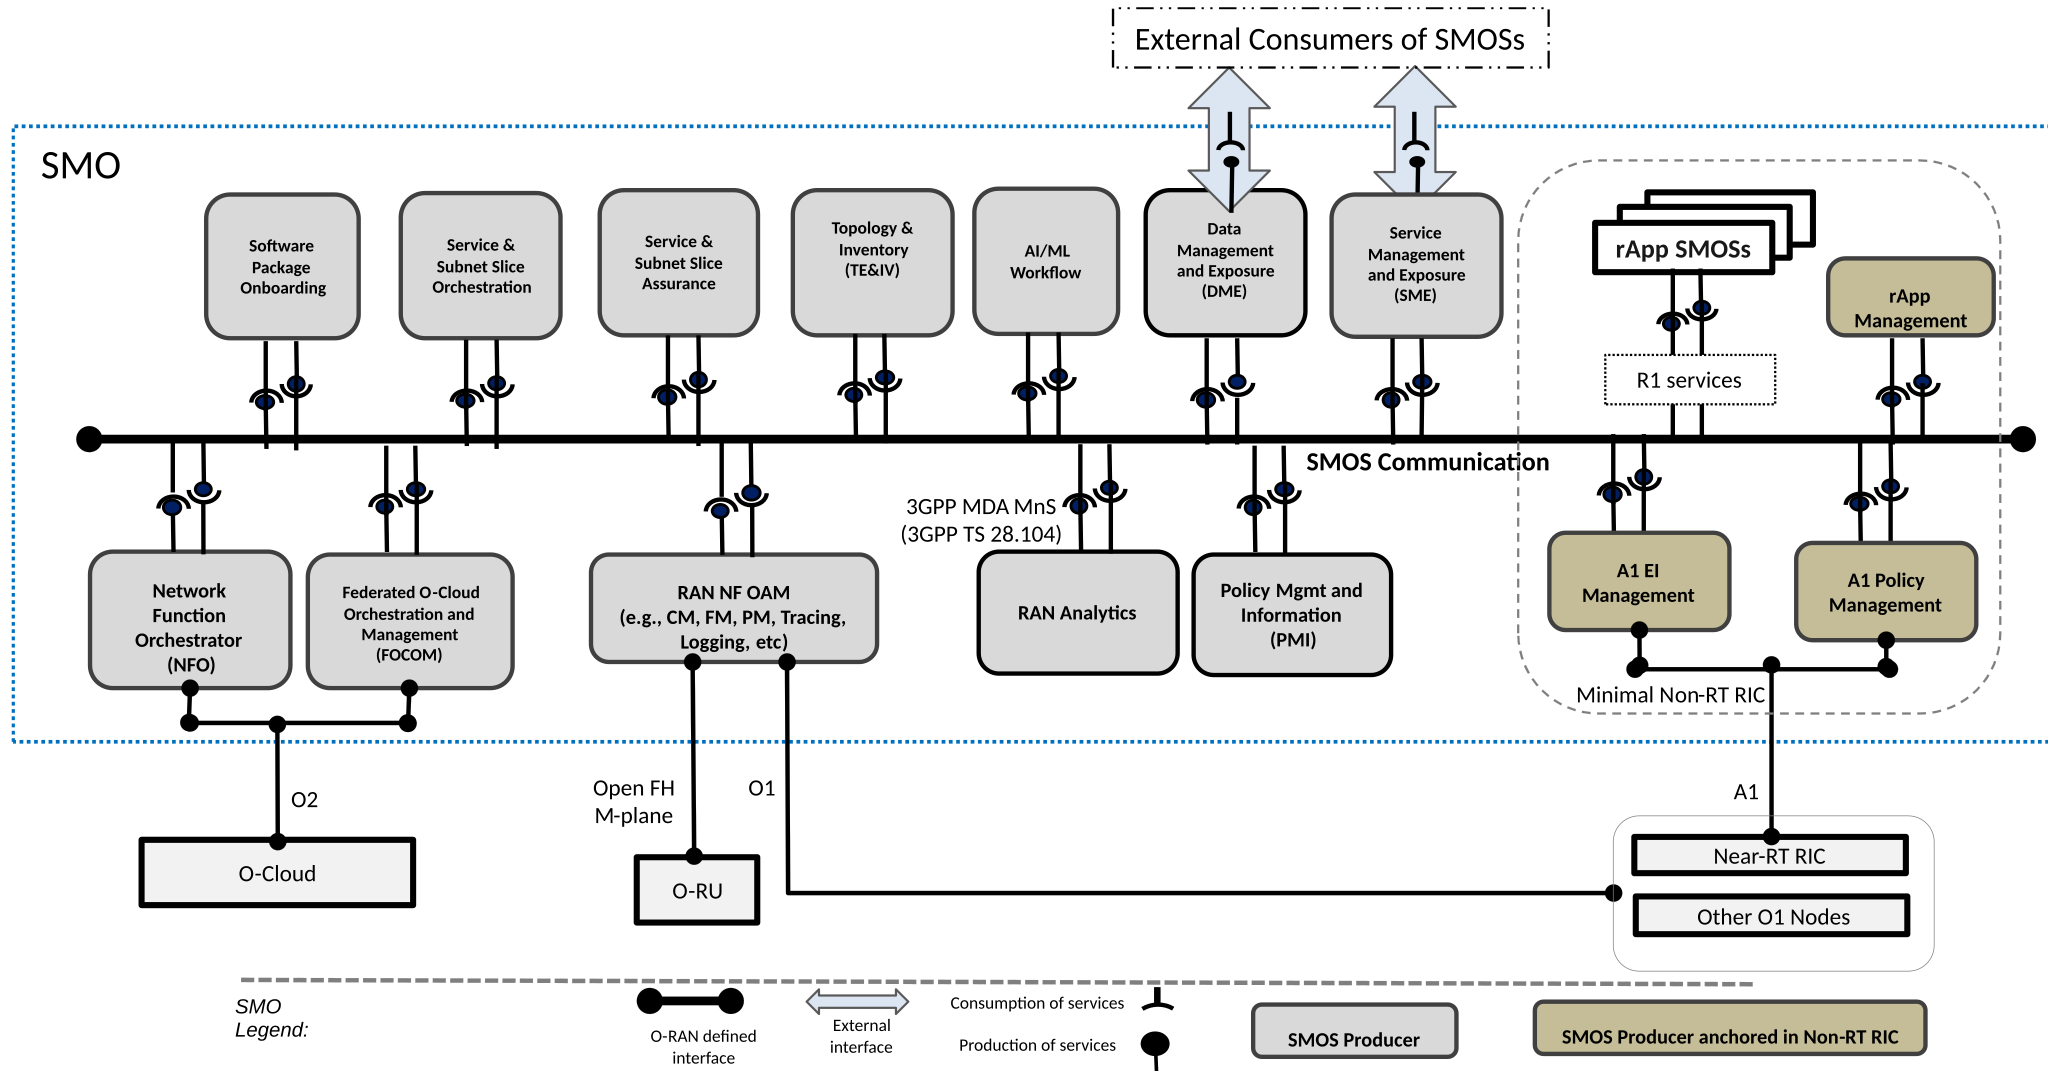 External Consumers of SMOSs
SMO
Software
Package
Onboarding
Service &
Subnet Slice
Orchestration
Service &
Subnet Slice
Assurance
Topology &
Inventory
(TE&IV)
AI/ML
Workflow
Data
Management
and Exposure
(DME)
Service
Management
and Exposure
(SME)
rApp SMOSs
rApp
Management
R1 services
SMOS Communication
3GPP MDA MnS
(3GPP TS 28.104)
Network
Function
Orchestrator
(NFO)
Federated O-Cloud
Orchestration and
Management
(FOCOM)
RAN NF OAM
(e.g., CM, FM, PM, Tracing,
Logging, etc)
RAN Analytics
Policy Mgmt and
Information
(PMI)
A1 EI
Management
A1 Policy
Management
Minimal Non-RT RIC
O2
Open FH
M-plane
O1
A1
O-Cloud
O-RU
Near-RT RIC
Other O1 Nodes
SMO
Legend:
O-RAN defined
interface
External
interface
Consumption of services
Production of services
SMOS Producer
SMOS Producer anchored in Non-RT RIC